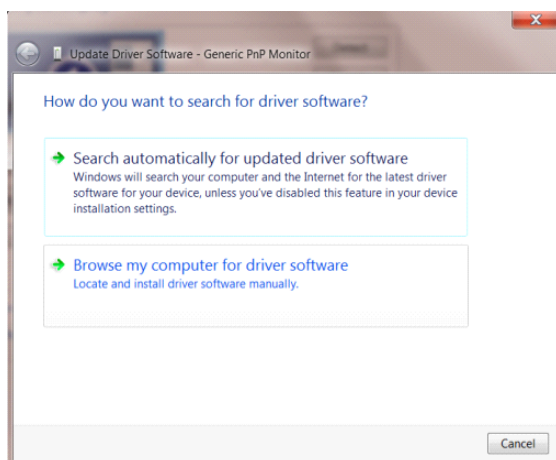 Update Driver Software - Generic PnP Monitor
How do you want to search for driver software?
Search automatically for updated driver software
Windows will search your computer and the Internet for the latest driver
software for your device, unless you've disabled this feature in your device
installation settings.
Browse my computer for driver software
Locate and install driver software manually.
Cancel